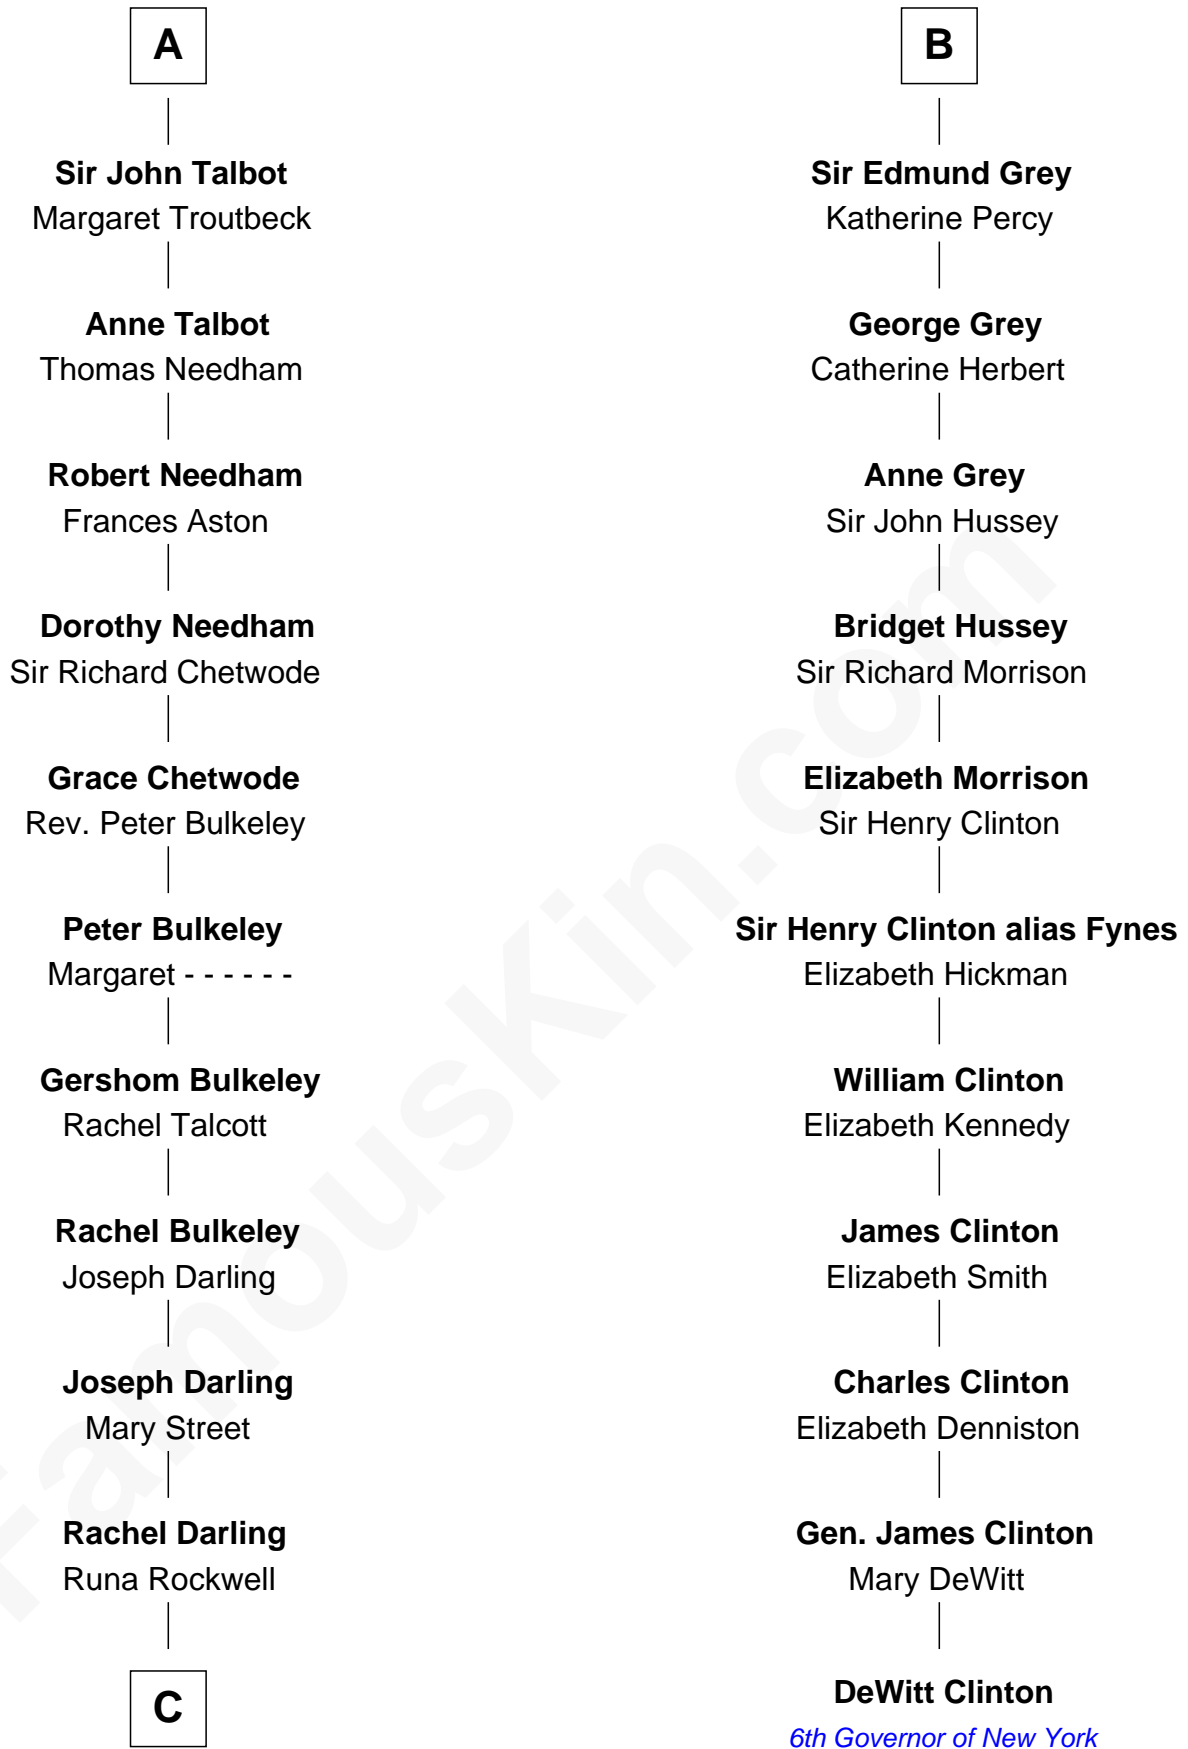 A
Sir John Talbot
Margaret Troutbeck
Anne Talbot
Thomas Needham
Robert Needham
Frances Aston
Dorothy Needham
Sir Richard Chetwode
Grace Chetwode
Rev. Peter Bulkeley
Peter Bulkeley
Margaret - - - - - -
Gershom Bulkeley
Rachel Talcott
Rachel Bulkeley
Joseph Darling
Joseph Darling
Mary Street
Rachel Darling
Runa Rockwell
C
B
Sir Edmund Grey
Katherine Percy
George Grey
Catherine Herbert
Anne Grey
Sir John Hussey
Bridget Hussey
Sir Richard Morrison
Elizabeth Morrison
Sir Henry Clinton
Sir Henry Clinton alias Fynes
Elizabeth Hickman
William Clinton
Elizabeth Kennedy
James Clinton
Elizabeth Smith
Charles Clinton
Elizabeth Denniston
Gen. James Clinton
Mary DeWitt
DeWitt Clinton
6th Governor of New York
FamousKin.com